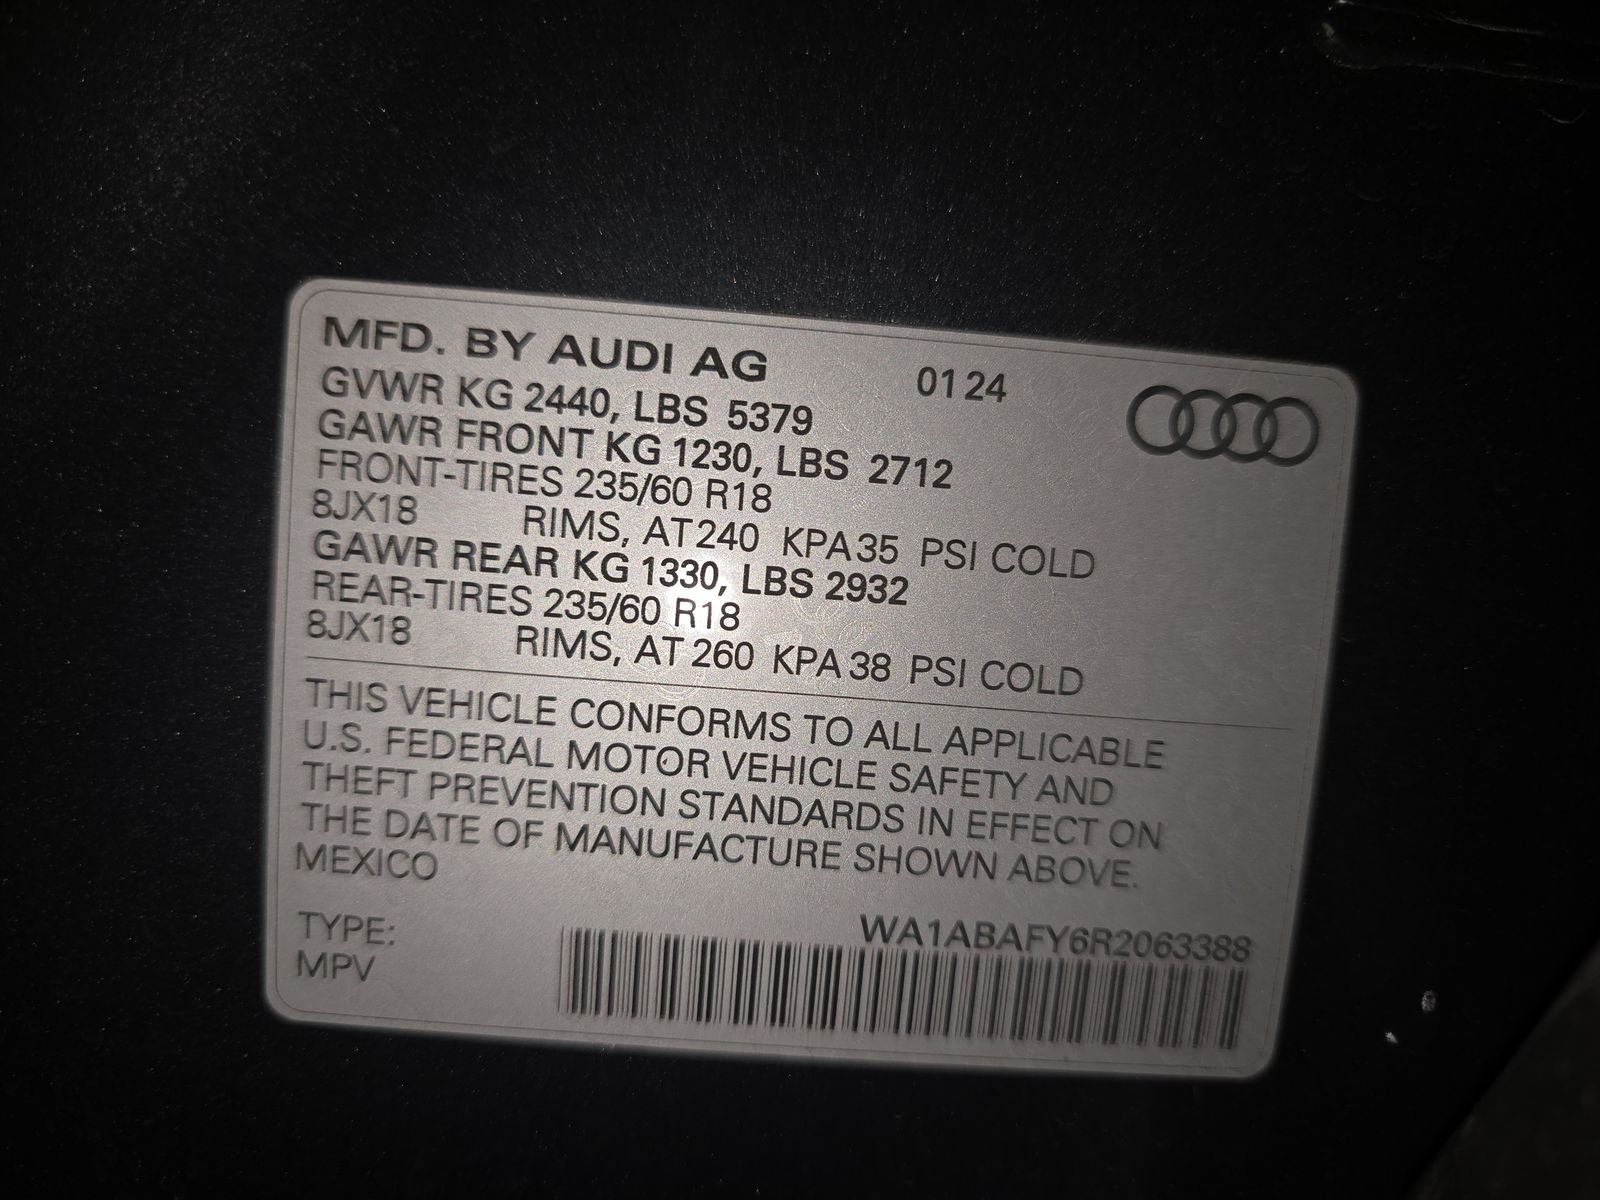 MFD. BY AUDI AG 01 24
GVWR KG 2440, LBS 5379
GAWR FRONT KG 1230, LBS 2712
FRONT-TIRES 235/60 R18
8JX18 RIMS, AT 240 KPA 35 PSI COLD
GAWR REAR KG 1330, LBS 2932
REAR-TIRES 235/60 R18
8JX18 RIMS, AT 260 KPA 38 PSI COLD
THIS VEHICLE CONFORMS TO ALL APPLICABLE
U.S. FEDERAL MOTOR VEHICLE SAFETY AND
THEFT PREVENTION STANDARDS IN EFFECT ON
THE DATE OF MANUFACTURE SHOWN ABOVE.
MEXICO
WA1ABAFY6R2063388
TYPE:
MPV